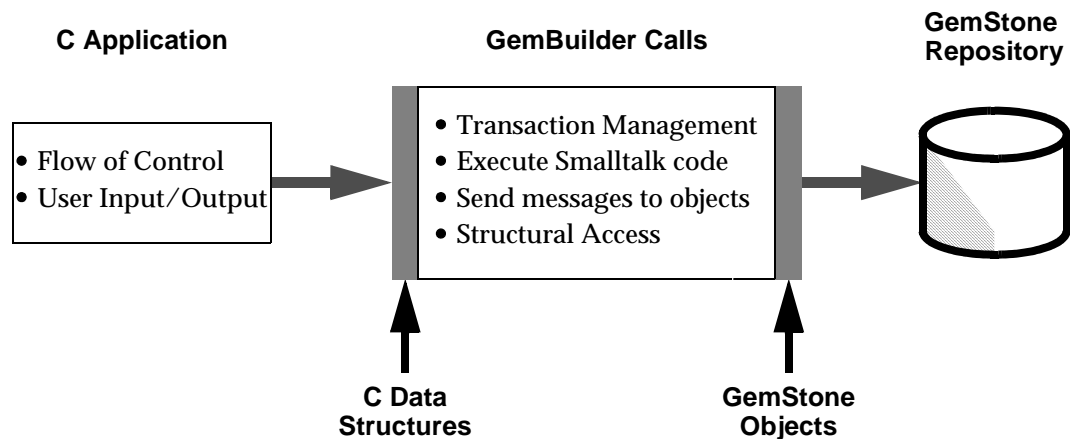 C Application
GemBuilder Calls
GemStone
Repository
• Flow of Control
• User Input/Output
• Transaction Management
• Execute Smalltalk code
• Send messages to objects
• Structural Access
C Data
Structures
GemStone
Objects